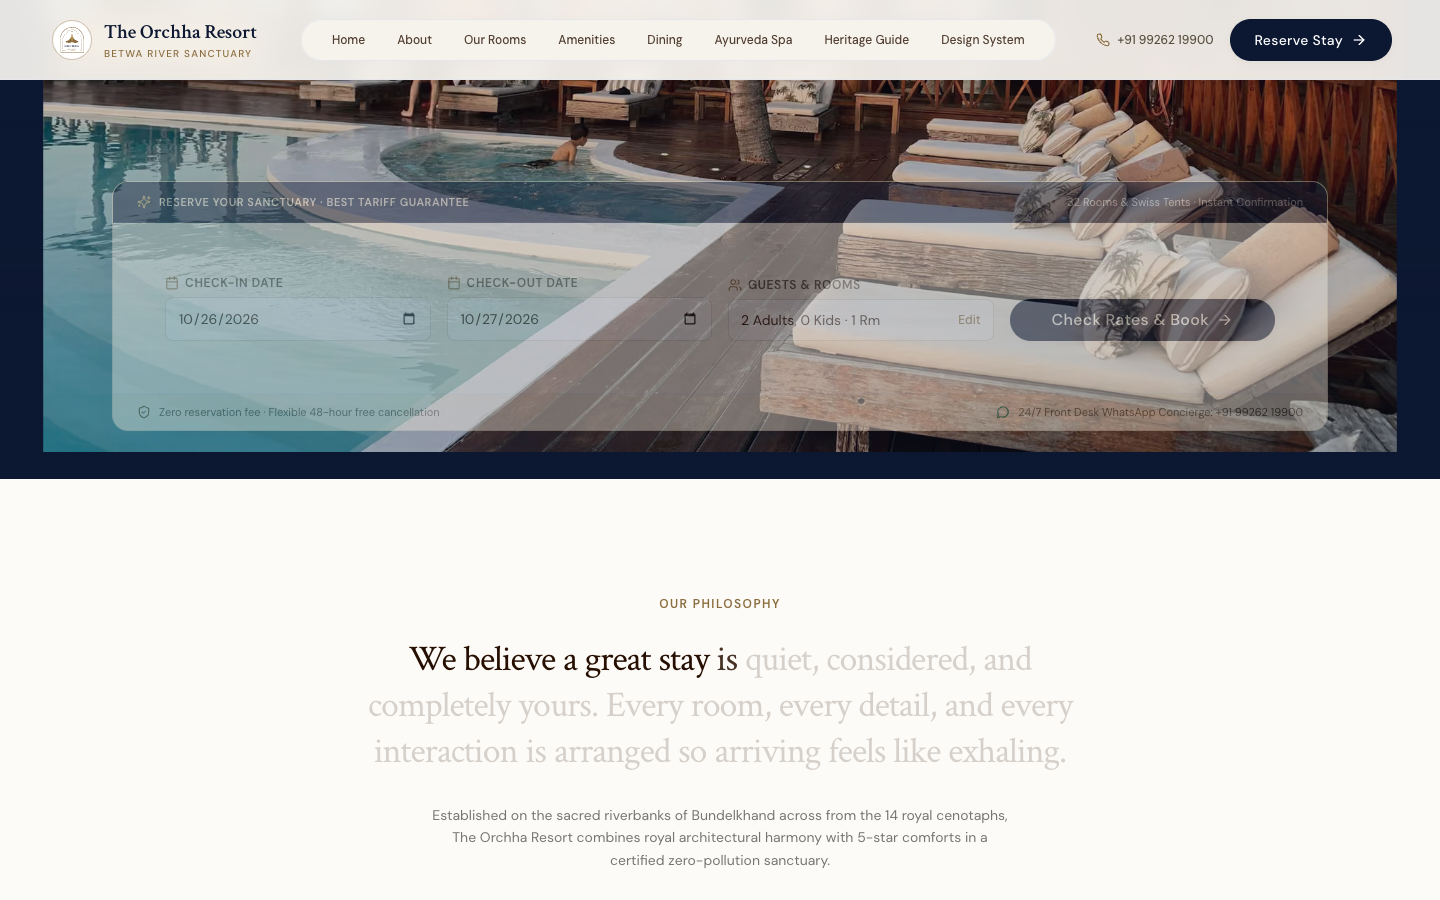 The Orchha Resort
BETWA RIVER SANCTUARY
Home About Our Rooms Amenities Dining Ayurveda Spa Heritage Guide Design System
+91 99262 19900
Reserve Stay
RESERVE YOUR SANCTUARY · BEST TARIFF GUARANTEE
32 Rooms & Swiss Tents · Instant Confirmation
CHECK-IN DATE
10/26/2026
CHECK-OUT DATE
10/27/2026
GUESTS & ROOMS
2 Adults, 0 Kids · 1 Rm
Edit
Check Rates & Book
Zero reservation fee · Flexible 48-hour free cancellation
24/7 Front Desk WhatsApp Concierge: +91 99262 19900
OUR PHILOSOPHY
We believe a great stay is quiet, considered, and
completely yours. Every room, every detail, and every
interaction is arranged so arriving feels like exhaling.
Established on the sacred riverbanks of Bundelkhand across from the 14 royal cenotaphs,
The Orchha Resort combines royal architectural harmony with 5-star comforts in a
certified zero-pollution sanctuary.